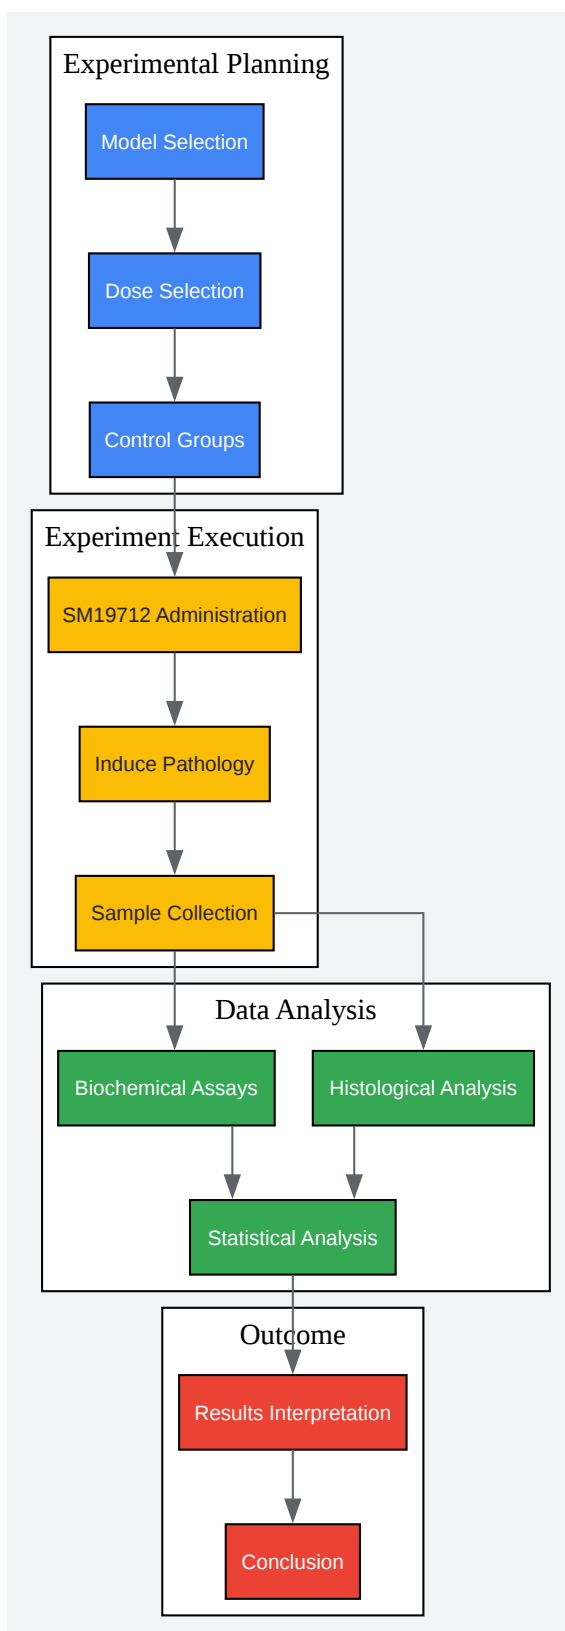 Experimental Planning
Model Selection
Dose Selection
Control Groups
Experiment Execution
SM19712 Administration
Induce Pathology
Sample Collection
Data Analysis
Biochemical Assays
Histological Analysis
Statistical Analysis
Outcome
Results Interpretation
Conclusion